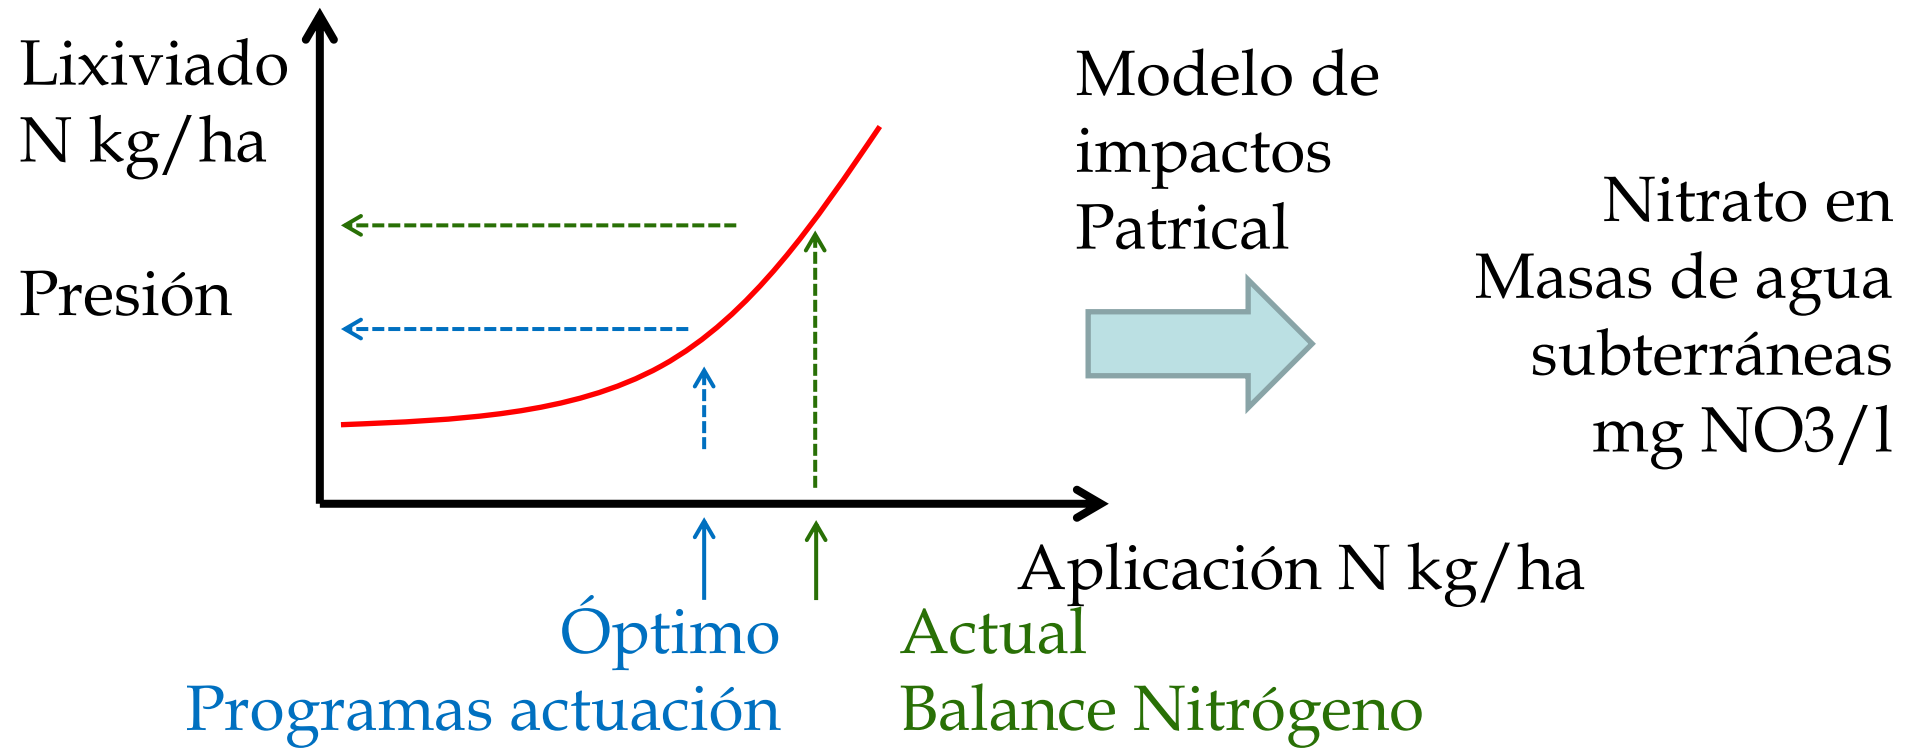 Lixiviado
N kg/ha
Presión
Modelo de
impactos
Patrical
Nitrato en
Masas de agua
subterráneas
mg NO3/l
Aplicación N kg/ha
Óptimo
Programas actuación
Actual
Balance Nitrógeno